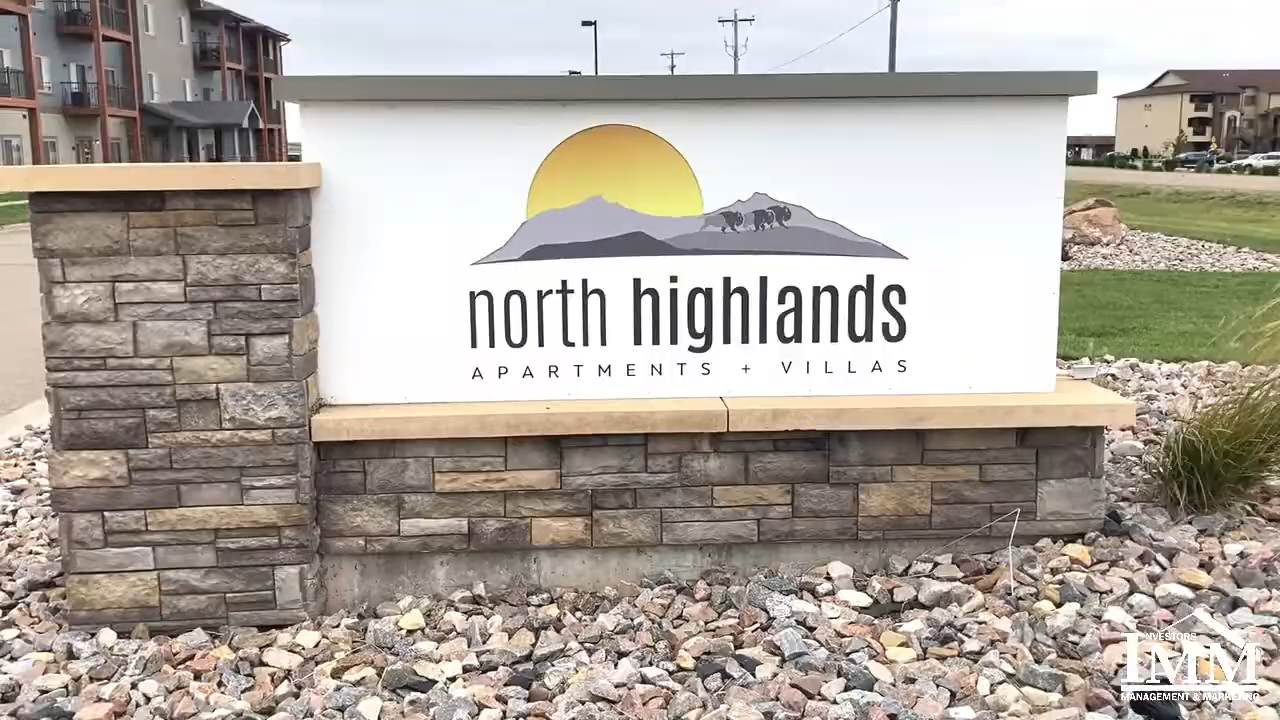 north highlands
APARTMENTS + VILLAS
INVESTORS
IMM
MANAGEMENT & MARKETING